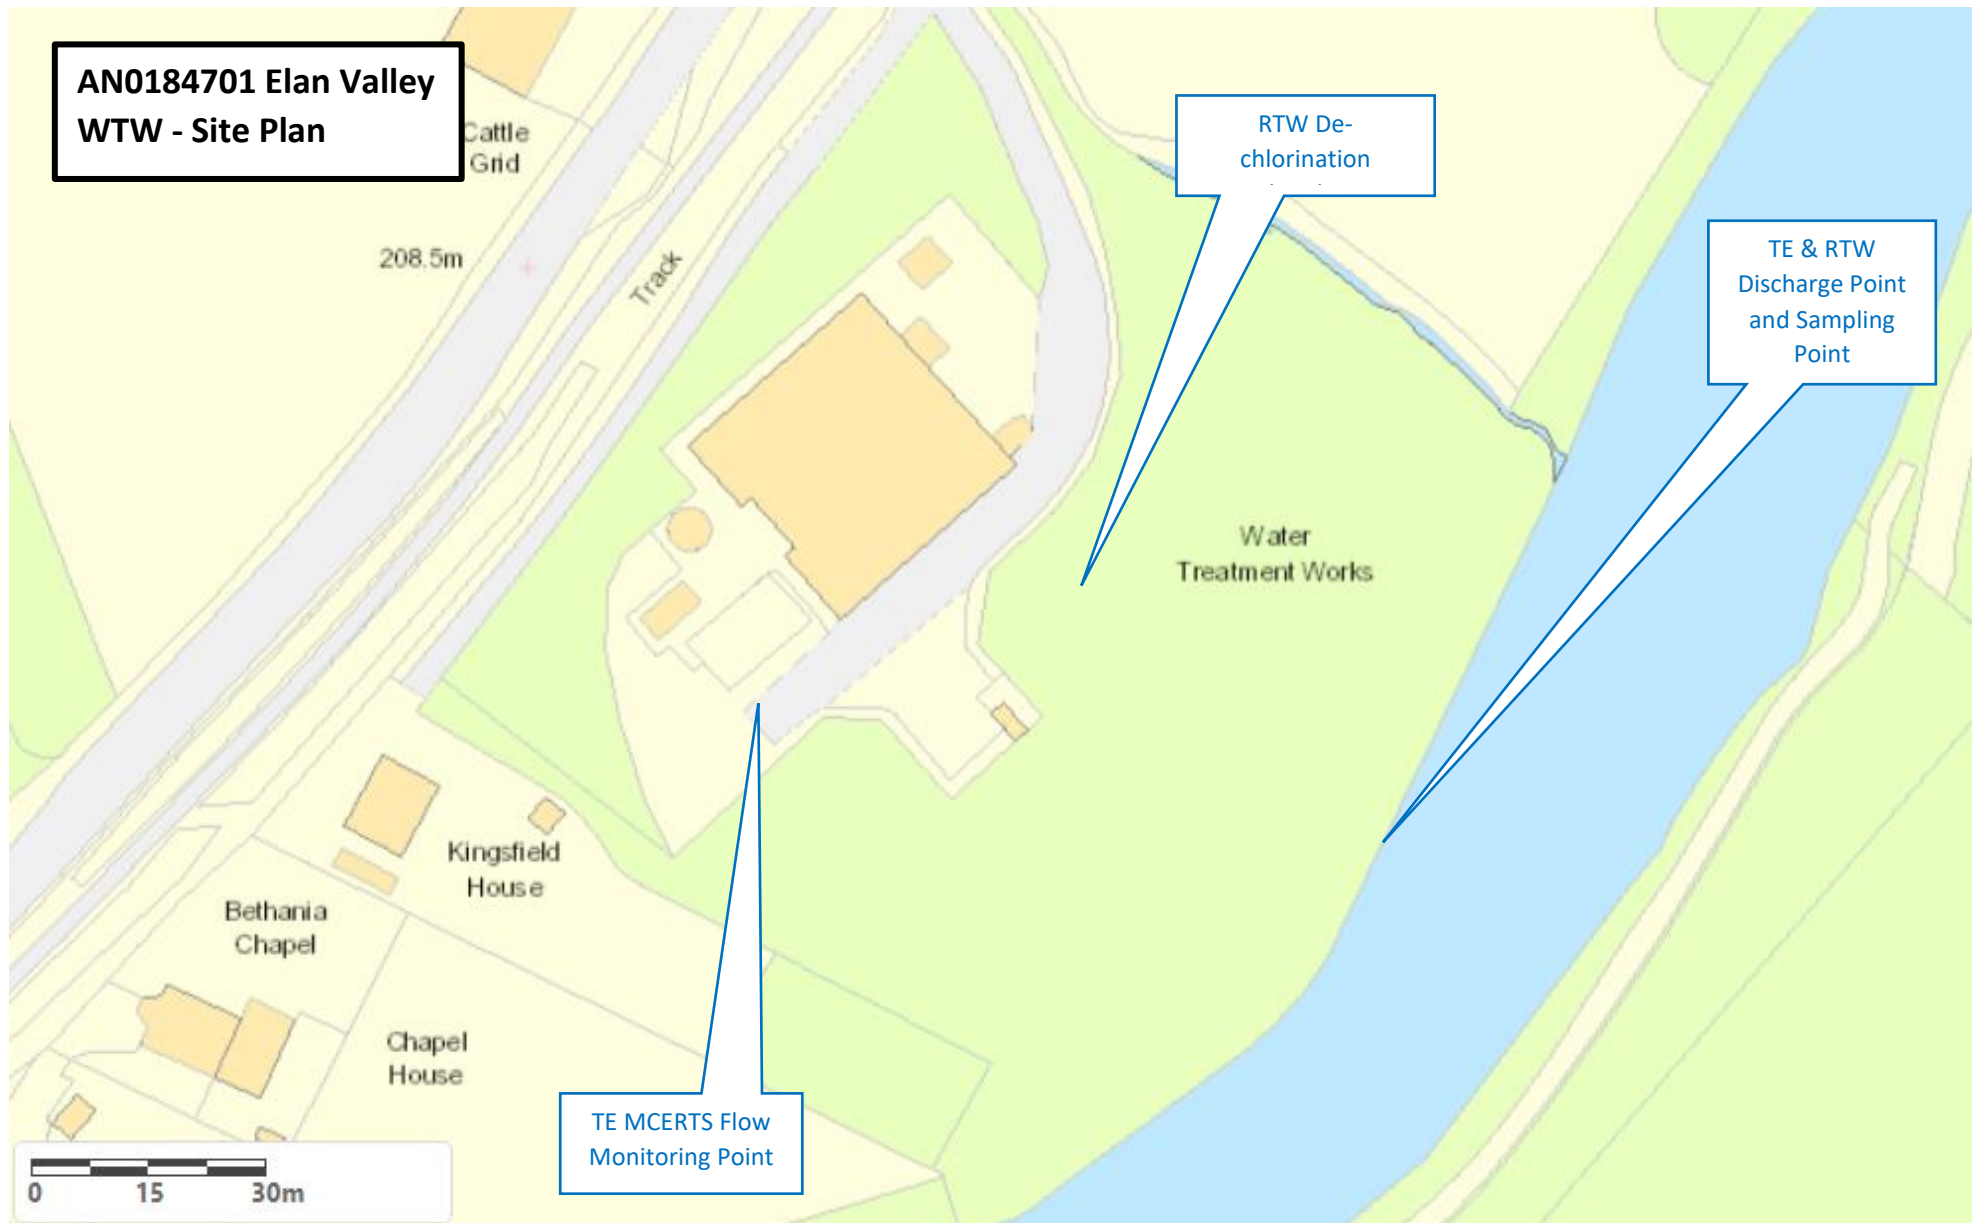 AN0184701 Elan Valley
WTW - Site Plan
Cattle
Grid
208.5m
Track
RTW De-
chlorination
TE & RTW
Discharge Point
and Sampling
Point
Water
Treatment Works
Kingsfield
House
Bethania
Chapel
Chapel
House
TE MCERTS Flow
Monitoring Point
0 15 30m